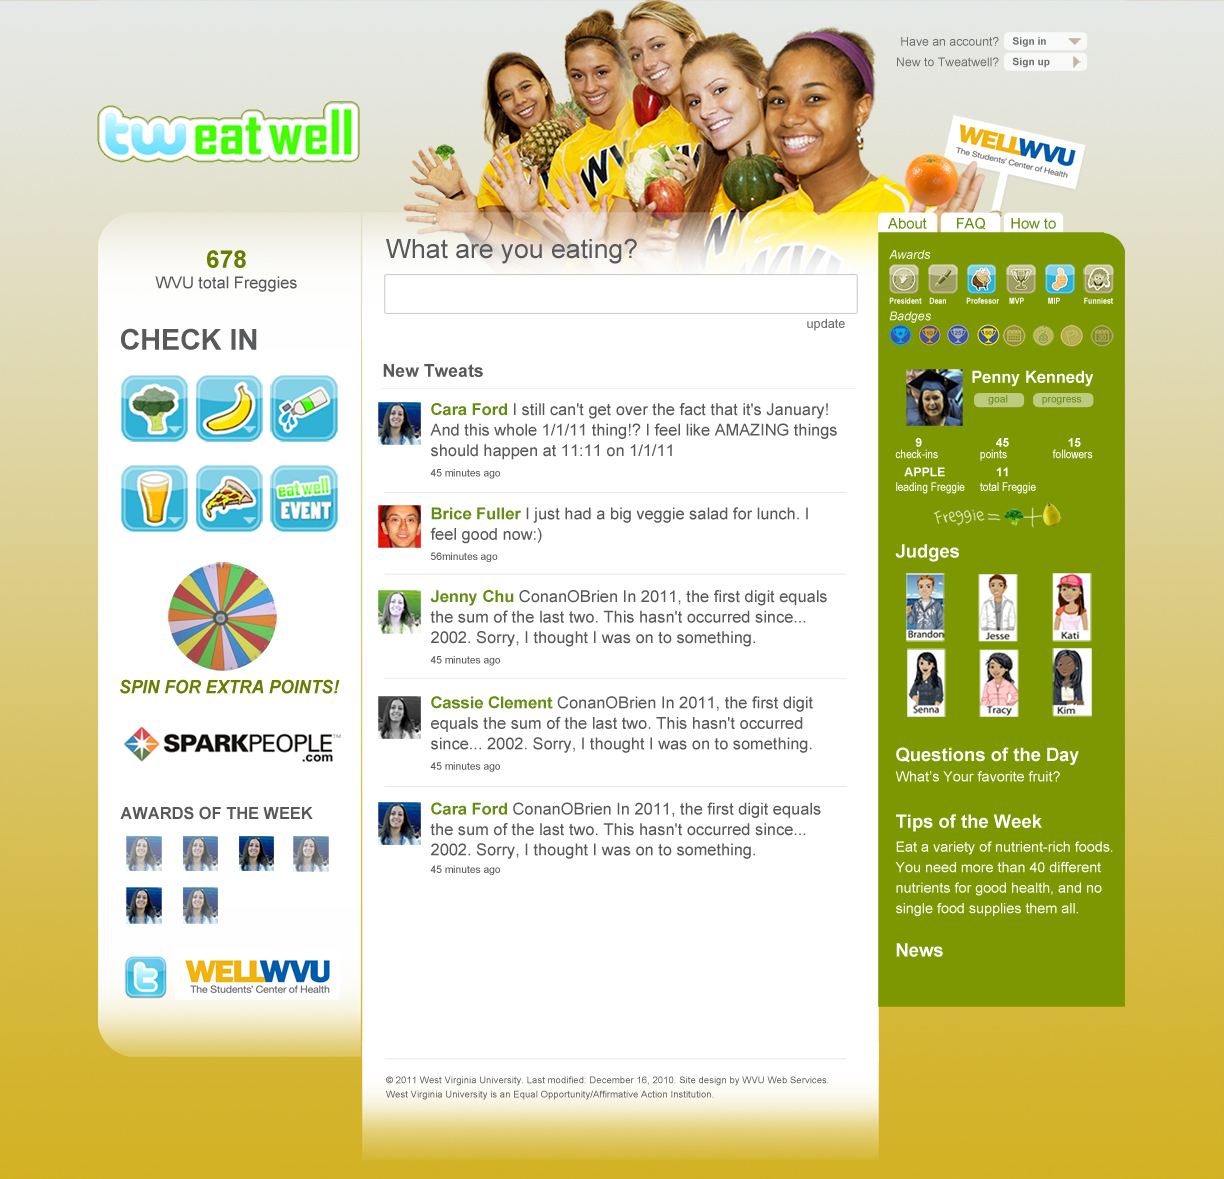 Have an account? Sign in
New to Tweatwell? Sign up
tweatwell
WELLWVU
The Students' Center of Health
About FAQ How to
678
WVU total Freggies
CHECK IN
eat well
EVENT
SPIN FOR EXTRA POINTS!
SPARKPEOPLE™
.com
AWARDS OF THE WEEK
t
WELLWVU
The Students' Center of Health
What are you eating?
update
New Tweats
Cara Ford I still can't get over the fact that it's January!
And this whole 1/1/11 thing!? I feel like AMAZING things
should happen at 11:11 on 1/1/11
45 minutes ago
Brice Fuller I just had a big veggie salad for lunch. I
feel good now:)
56minutes ago
Jenny Chu ConanOBrien In 2011, the first digit equals
the sum of the last two. This hasn't occurred since...
2002. Sorry, I thought I was on to something.
45 minutes ago
Cassie Clement ConanOBrien In 2011, the first digit
equals the sum of the last two. This hasn't occurred
since... 2002. Sorry, I thought I was on to something.
45 minutes ago
Cara Ford ConanOBrien In 2011, the first digit equals
the sum of the last two. This hasn't occurred since...
2002. Sorry, I thought I was on to something.
45 minutes ago
© 2011 West Virginia University. Last modified: December 16, 2010. Site design by WVU Web Services.
West Virginia University is an Equal Opportunity/Affirmative Action Institution.
Awards
President Dean Professor MVP MIP Funniest
Badges
Penny Kennedy
goal progress
9 45 15
check-ins points followers
APPLE 11
leading Freggie total Freggie
Freggie = +
Judges
Brandon Jesse Kati
Senna Tracy Kim
Questions of the Day
What's Your favorite fruit?
Tips of the Week
Eat a variety of nutrient-rich foods.
You need more than 40 different
nutrients for good health, and no
single food supplies them all.
News